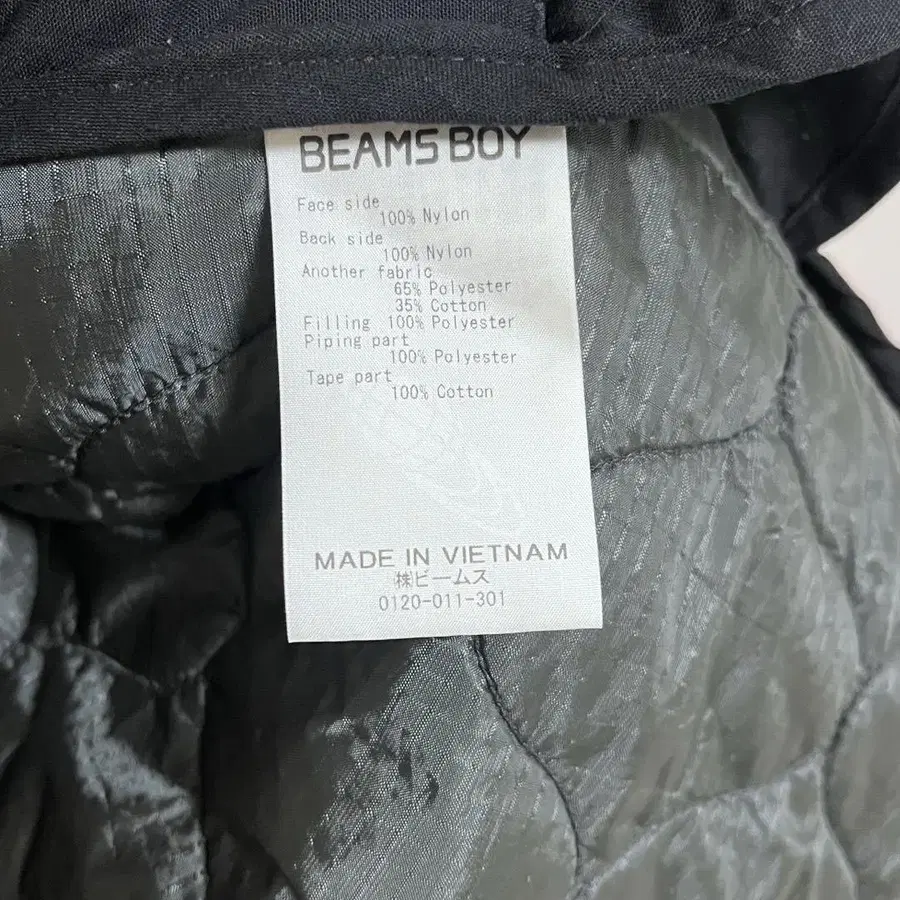 BEAMS BOY
Face side
100% Nylon
Back side
100% Nylon
Another fabric
65% Polyester
35% Cotton
Filling 100% Polyester
Piping part
100% Polyester
Tape part
100% Cotton
MADE IN VIETNAM
㈱ビームス
0120-011-301